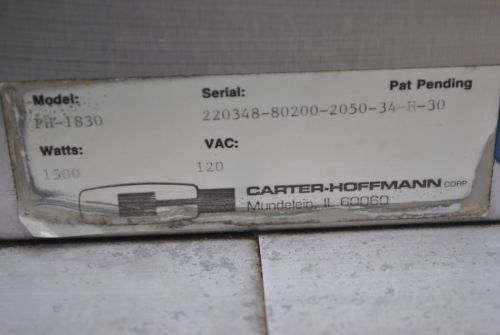 Model: Serial: Pat Pending
PH-1830 220348-80200-2050-34-H-30
Watts: VAC:
1500 120
CARTER-HOFFMANN CORP
Mundelein, IL 60060